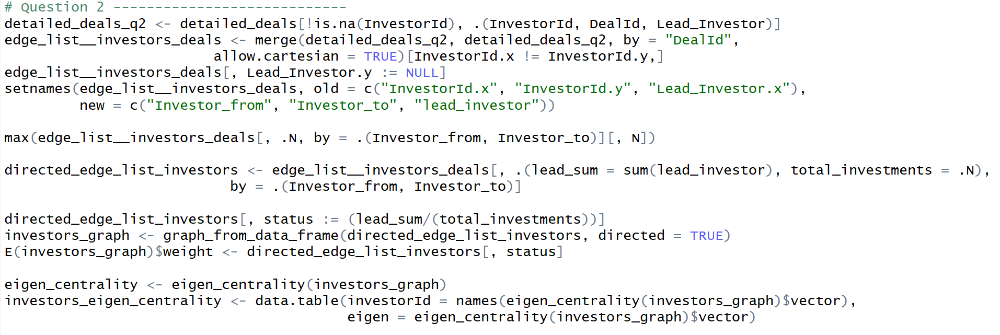 # Question 2 ----------------------------
detailed_deals_q2 <- detailed_deals[!is.na(InvestorId), .(InvestorId, DealId, Lead_Investor)]
edge_list__investors_deals <- merge(detailed_deals_q2, detailed_deals_q2, by = "DealId",
allow.cartesian = TRUE)[InvestorId.x != InvestorId.y,]
edge_list__investors_deals[, Lead_Investor.y := NULL]
setnames(edge_list__investors_deals, old = c("InvestorId.x", "InvestorId.y", "Lead_Investor.x"),
new = c("Investor_from", "Investor_to", "lead_investor"))
max(edge_list__investors_deals[, .N, by = .(Investor_from, Investor_to)][, N])
directed_edge_list_investors <- edge_list__investors_deals[, .(lead_sum = sum(lead_investor), total_investments = .N),
by = .(Investor_from, Investor_to)]
directed_edge_list_investors[, status := (lead_sum/(total_investments))]
investors_graph <- graph_from_data_frame(directed_edge_list_investors, directed = TRUE)
E(investors_graph)$weight <- directed_edge_list_investors[, status]
eigen_centrality <- eigen_centrality(investors_graph)
investors_eigen_centrality <- data.table(investorId = names(eigen_centrality(investors_graph)$vector),
eigen = eigen_centrality(investors_graph)$vector)